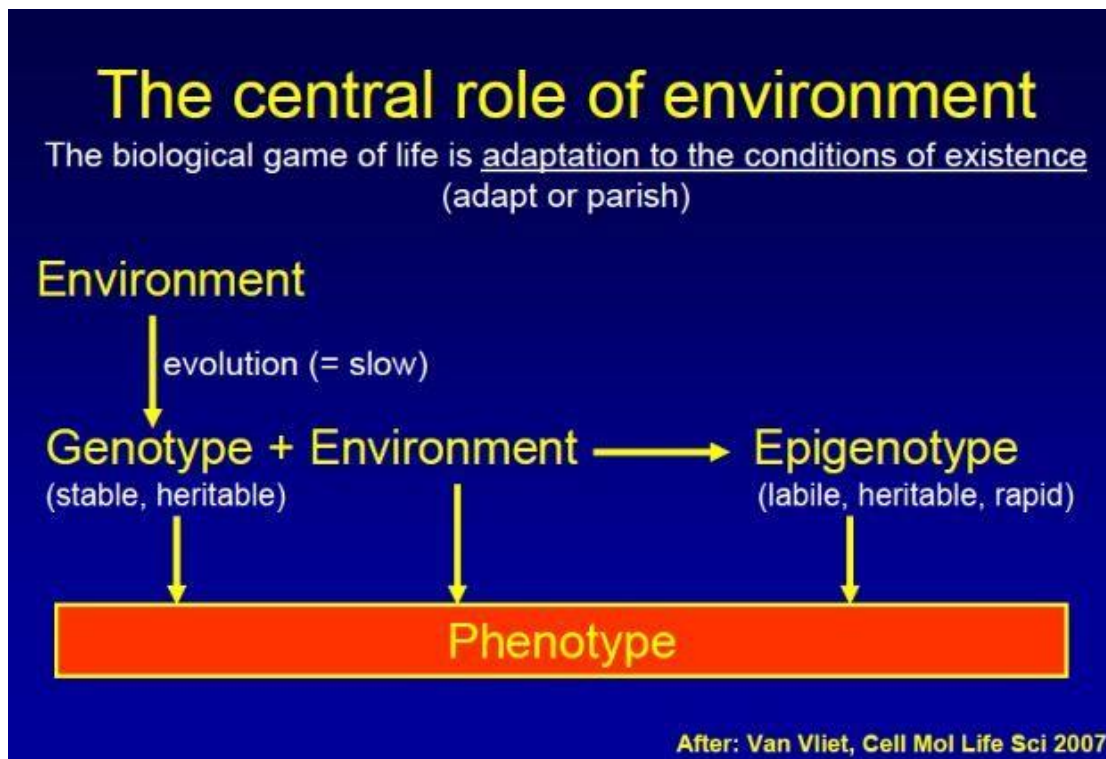 The central role of environment
The biological game of life is adaptation to the conditions of existence
(adapt or parish)
Environment
evolution (= slow)
Genotype + Environment
Epigenotype
(stable, heritable)
(labile, heritable, rapid)
Phenotype
After: Van Vliet, Cell Mol Life Sci 2007